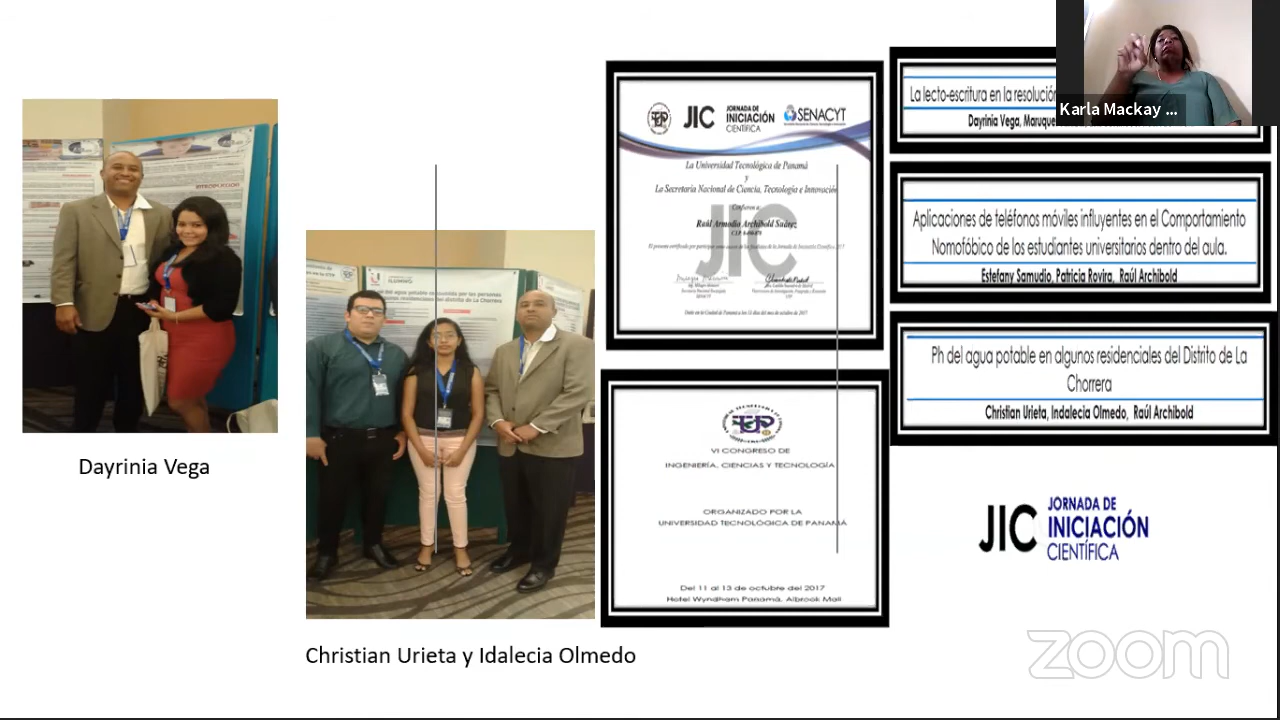 Karla Mackay ...
La lecto-escritura en la resolución
Dayrinia Vega,
Aplicaciones de teléfonos móviles influyentes en el Comportamiento
Nomofóbico de los estudiantes universitarios dentro del aula.
Estefany Samudio, Patricia Rovira, Raúl Archibold
Ph del agua potable en algunos residenciales del Distrito de La
Chorrera
Christian Urieta, Indalecia Olmedo, Raúl Archibold
JIC
JORNADA DE
INICIACIÓN
CIENTÍFICA
SENACYT
La Universidad Tecnológica de Panamá
y
La Secretaría Nacional de Ciencia, Tecnología e Innovación
Confieren a:
Raúl Armodio Archibold Suárez
JIC
VI CONGRESO DE
INGENIERÍA, CIENCIAS Y TECNOLOGÍA
ORGANIZADO POR LA
UNIVERSIDAD TECNOLÓGICA DE PANAMÁ
Del 11 al 13 de octubre del 2017
Hotel Wyndham Panamá, Albrook Mall
INTRODUCCION
Dayrinia Vega
Christian Urieta y Idalecia Olmedo
JIC
JORNADA DE
INICIACIÓN
CIENTÍFICA
zoom